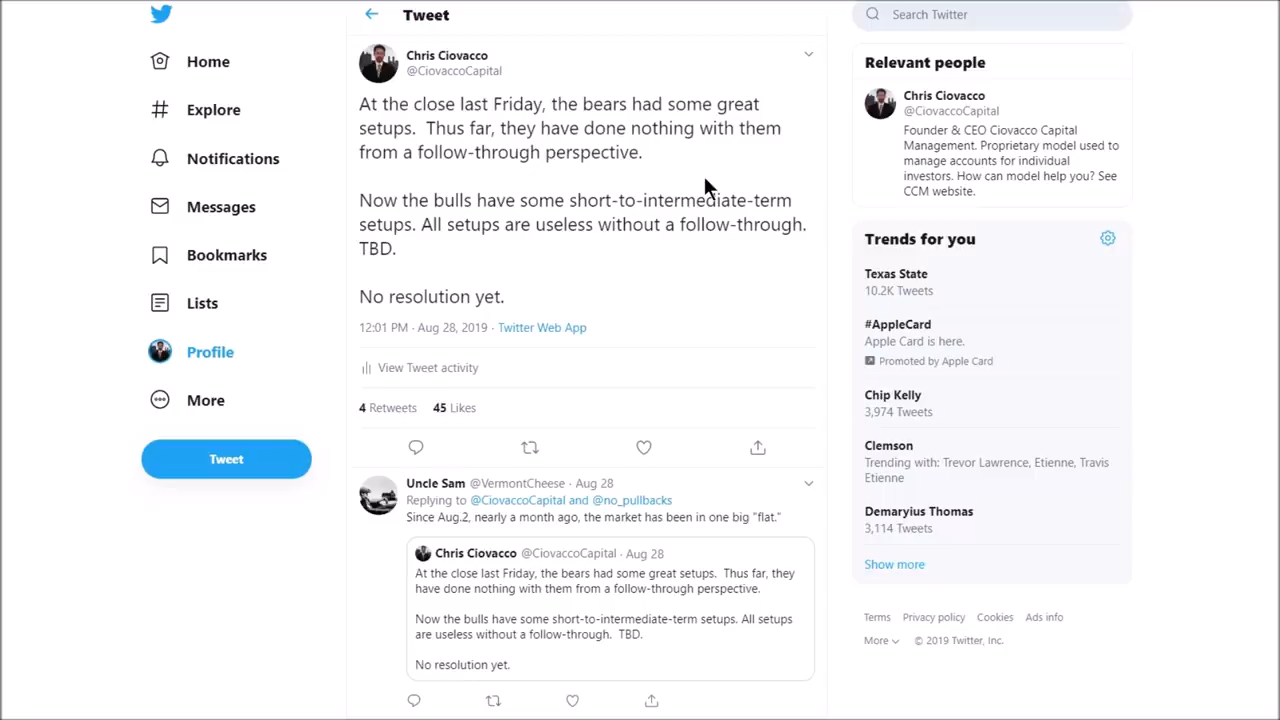 Home
Explore
Notifications
Messages
Bookmarks
Lists
Profile
More
Tweet
Tweet
Chris Ciovacco
@CiovaccoCapital
At the close last Friday, the bears had some great
setups.  Thus far, they have done nothing with them
from a follow-through perspective.
Now the bulls have some short-to-intermediate-term
setups. All setups are useless without a follow-through.
TBD.
No resolution yet.
12:01 PM · Aug 28, 2019 · Twitter Web App
View Tweet activity
4 Retweets 45 Likes
Uncle Sam @VermontCheese · Aug 28
Replying to @CiovaccoCapital and @no_pullbacks
Since Aug.2, nearly a month ago, the market has been in one big "flat."
Chris Ciovacco @CiovaccoCapital · Aug 28
At the close last Friday, the bears had some great setups.  Thus far, they
have done nothing with them from a follow-through perspective.
Now the bulls have some short-to-intermediate-term setups. All setups
are useless without a follow-through.  TBD.
No resolution yet.
Search Twitter
Relevant people
Chris Ciovacco
@CiovaccoCapital
Founder & CEO Ciovacco Capital
Management. Proprietary model used to
manage accounts for individual
investors. How can model help you? See
CCM website.
Trends for you
Texas State
10.2K Tweets
#AppleCard
Apple Card is here.
Promoted by Apple Card
Chip Kelly
3,974 Tweets
Clemson
Trending with: Trevor Lawrence, Etienne, Travis
Etienne
Demaryius Thomas
3,114 Tweets
Show more
Terms Privacy policy Cookies Ads info
More © 2019 Twitter, Inc.